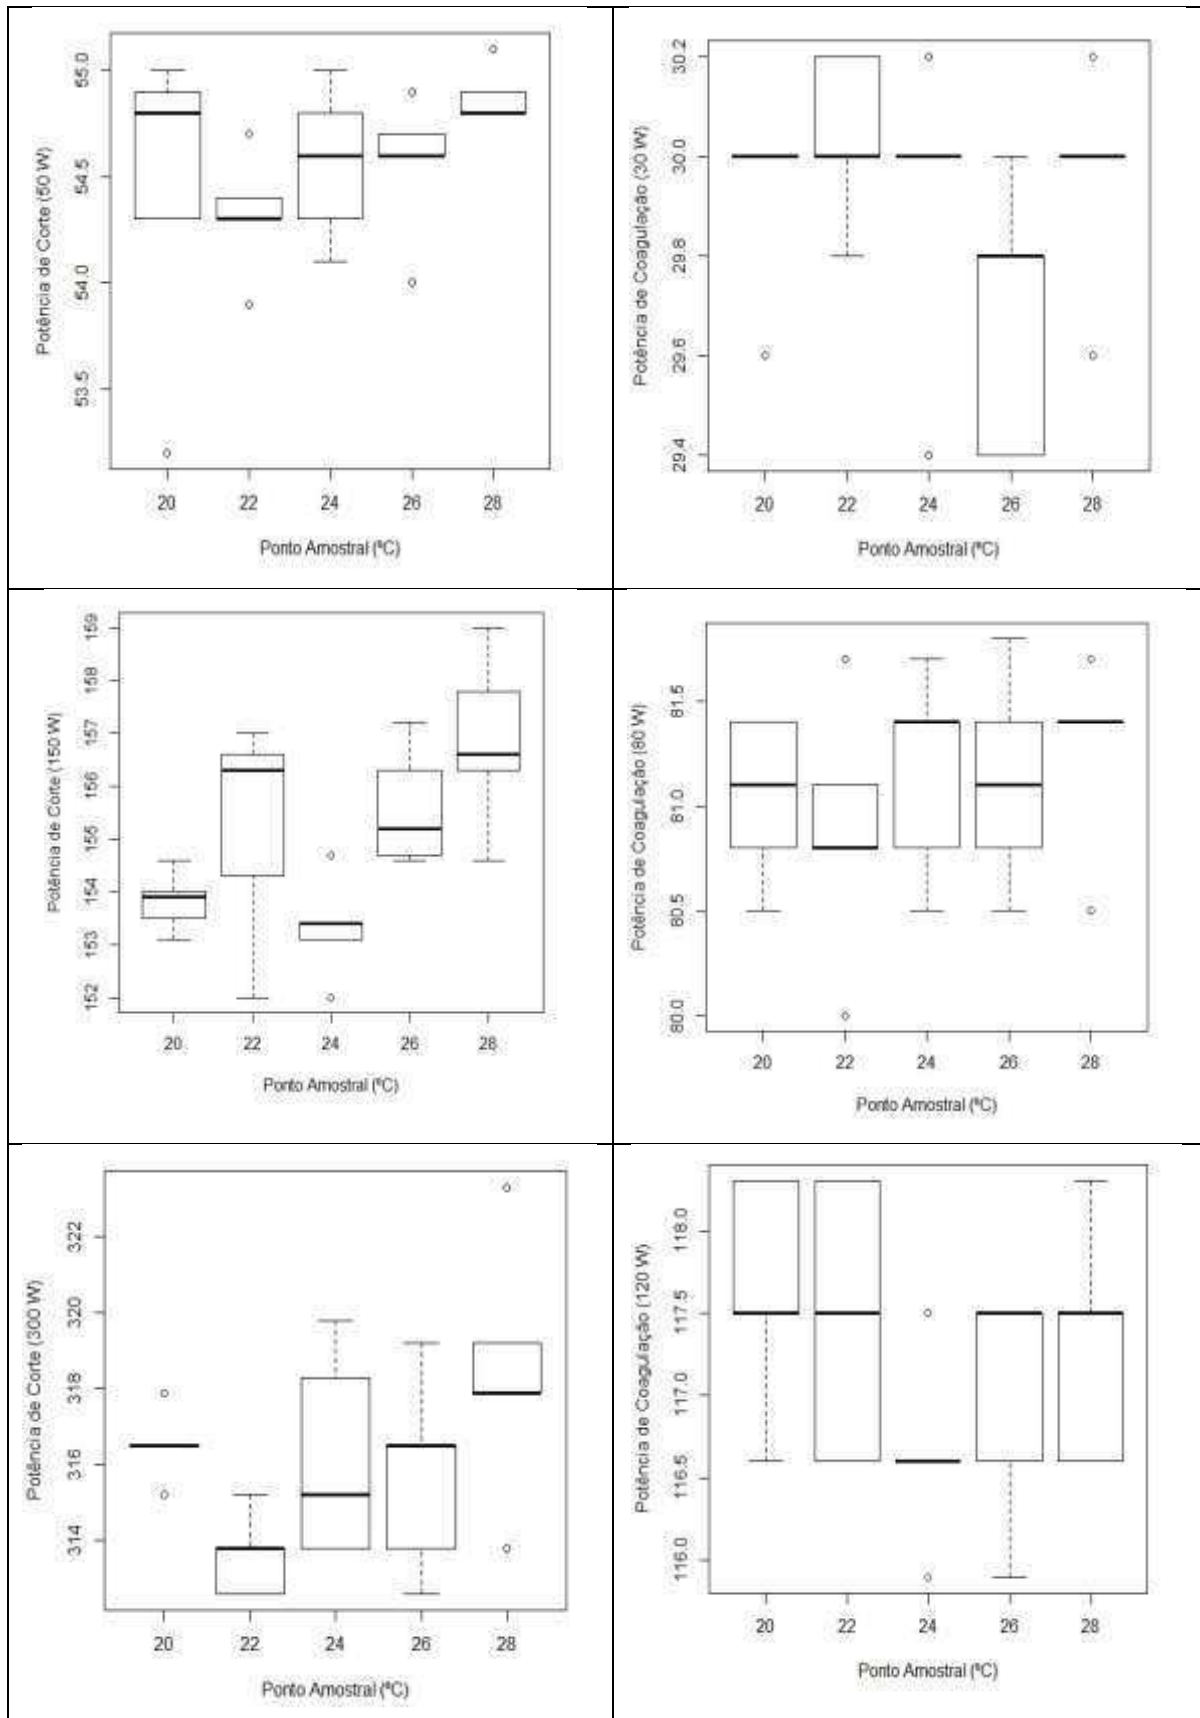 Potência de Corte (50 W)
55.0
54.5
54.0
53.5
20 22 24 26 28
Ponto Amostral (ºC)
Potência de Coagulação (30 W)
30.2
30.0
29.8
29.6
29.4
20 22 24 26 28
Ponto Amostral (ºC)
Potência de Corte (150 W)
159
158
157
156
155
154
153
152
20 22 24 26 28
Ponto Amostral (ºC)
Potência de Coagulação (80 W)
81.5
81.0
80.5
80.0
20 22 24 26 28
Ponto Amostral (ºC)
Potência de Corte (300 W)
322
320
318
316
314
20 22 24 26 28
Ponto Amostral (ºC)
Potência de Coagulação (120 W)
118.0
117.5
117.0
116.5
116.0
20 22 24 26 28
Ponto Amostral (ºC)